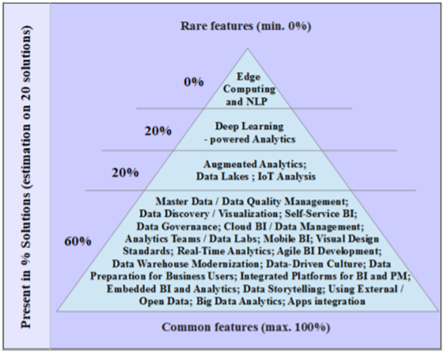 Rare features (min. 0%)
0%
Edge
Computing
and NLP
20%
Deep Learning
- powered Analytics
20%
Augmented Analytics;
Data Lakes ; IoT Analysis
60%
Master Data / Data Quality Management;
Data Discovery / Visualization; Self-Service BI;
Data Governance; Cloud BI / Data Management;
Analytics Teams / Data Labs; Mobile BI; Visual Design
Standards; Real-Time Analytics; Agile BI Development;
Data Warehouse Modernization; Data-Driven Culture; Data
Preparation for Business Users; Integrated Platforms for BI and PM;
Embedded BI and Analytics; Data Storytelling; Using External /
Open Data; Big Data Analytics; Apps integration
Common features (max. 100%)
Present in % Solutions (estimation on 20 solutions)